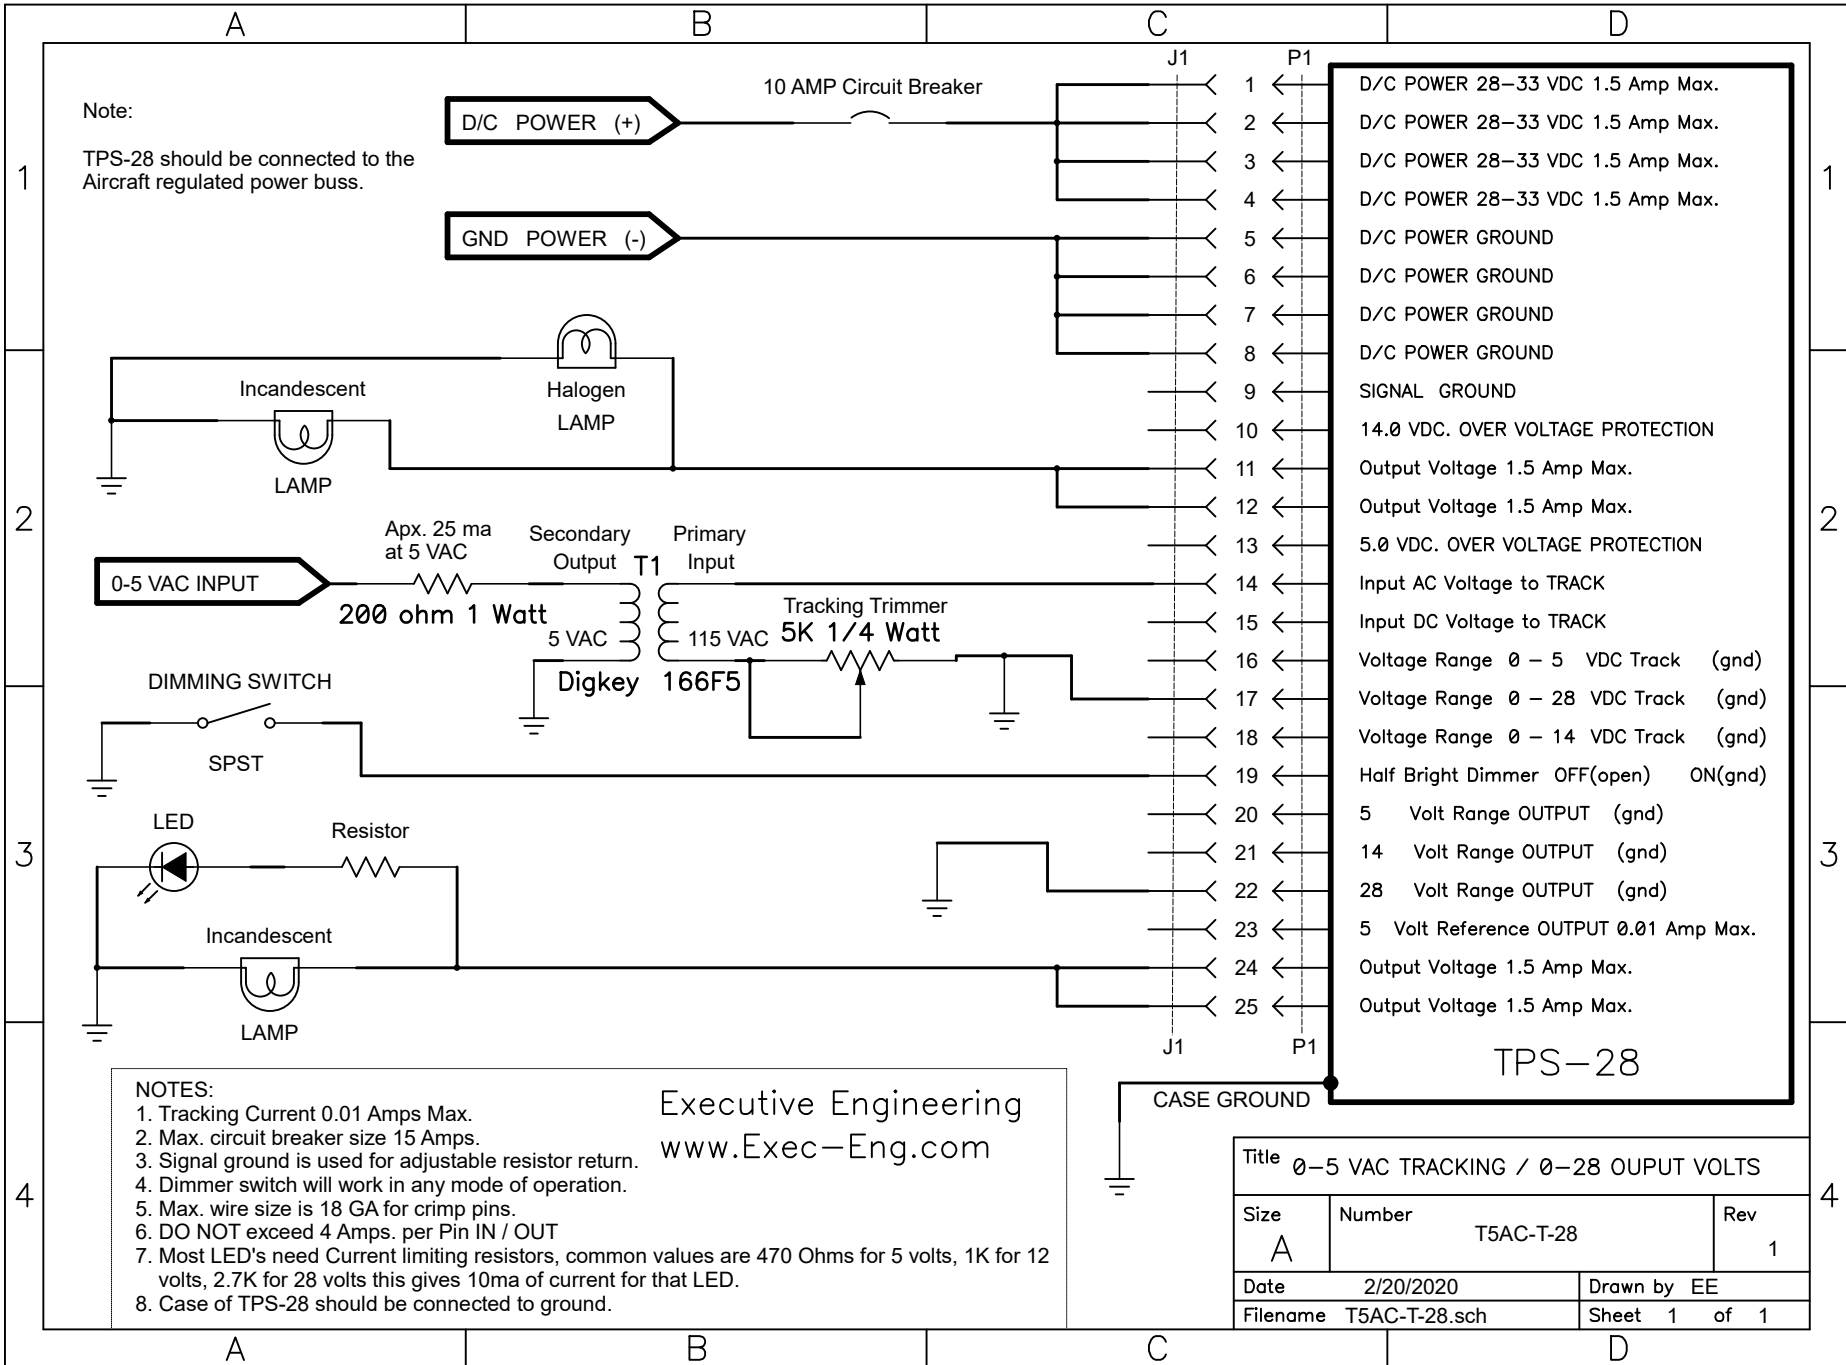 A B C D
Note:
TPS-28 should be connected to the
Aircraft regulated power buss.
D/C POWER (+)
10 AMP Circuit Breaker
GND POWER (-)
1
1
Halogen
LAMP
Incandescent
LAMP
2
2
0-5 VAC INPUT
Apx. 25 ma
at 5 VAC
200 ohm 1 Watt
Secondary
Output
T1
Primary
Input
5 VAC
115 VAC
Digkey 166F5
Tracking Trimmer
5K 1/4 Watt
DIMMING SWITCH
SPST
LED
Resistor
3
3
Incandescent
LAMP
J1 P1
1 D/C POWER 28-33 VDC 1.5 Amp Max.
2 D/C POWER 28-33 VDC 1.5 Amp Max.
3 D/C POWER 28-33 VDC 1.5 Amp Max.
4 D/C POWER 28-33 VDC 1.5 Amp Max.
5 D/C POWER GROUND
6 D/C POWER GROUND
7 D/C POWER GROUND
8 D/C POWER GROUND
9 SIGNAL GROUND
10 14.0 VDC. OVER VOLTAGE PROTECTION
11 Output Voltage 1.5 Amp Max.
12 Output Voltage 1.5 Amp Max.
13 5.0 VDC. OVER VOLTAGE PROTECTION
14 Input AC Voltage to TRACK
15 Input DC Voltage to TRACK
16 Voltage Range 0 - 5 VDC Track (gnd)
17 Voltage Range 0 - 28 VDC Track (gnd)
18 Voltage Range 0 - 14 VDC Track (gnd)
19 Half Bright Dimmer OFF(open) ON(gnd)
20 5 Volt Range OUTPUT (gnd)
21 14 Volt Range OUTPUT (gnd)
22 28 Volt Range OUTPUT (gnd)
23 5 Volt Reference OUTPUT 0.01 Amp Max.
24 Output Voltage 1.5 Amp Max.
25 Output Voltage 1.5 Amp Max.
J1 P1
TPS-28
CASE GROUND
NOTES:
1. Tracking Current 0.01 Amps Max.
2. Max. circuit breaker size 15 Amps.
3. Signal ground is used for adjustable resistor return.
4. Dimmer switch will work in any mode of operation.
5. Max. wire size is 18 GA for crimp pins.
6. DO NOT exceed 4 Amps. per Pin IN / OUT
7. Most LED's need Current limiting resistors, common values are 470 Ohms for 5 volts, 1K for 12
volts, 2.7K for 28 volts this gives 10ma of current for that LED.
8. Case of TPS-28 should be connected to ground.
Executive Engineering
www.Exec-Eng.com
4
4
Title 0-5 VAC TRACKING / 0-28 OUPUT VOLTS
Size
A
Number
T5AC-T-28
Rev
1
Date 2/20/2020
Drawn by EE
Filename T5AC-T-28.sch
Sheet 1 of 1
A B C D